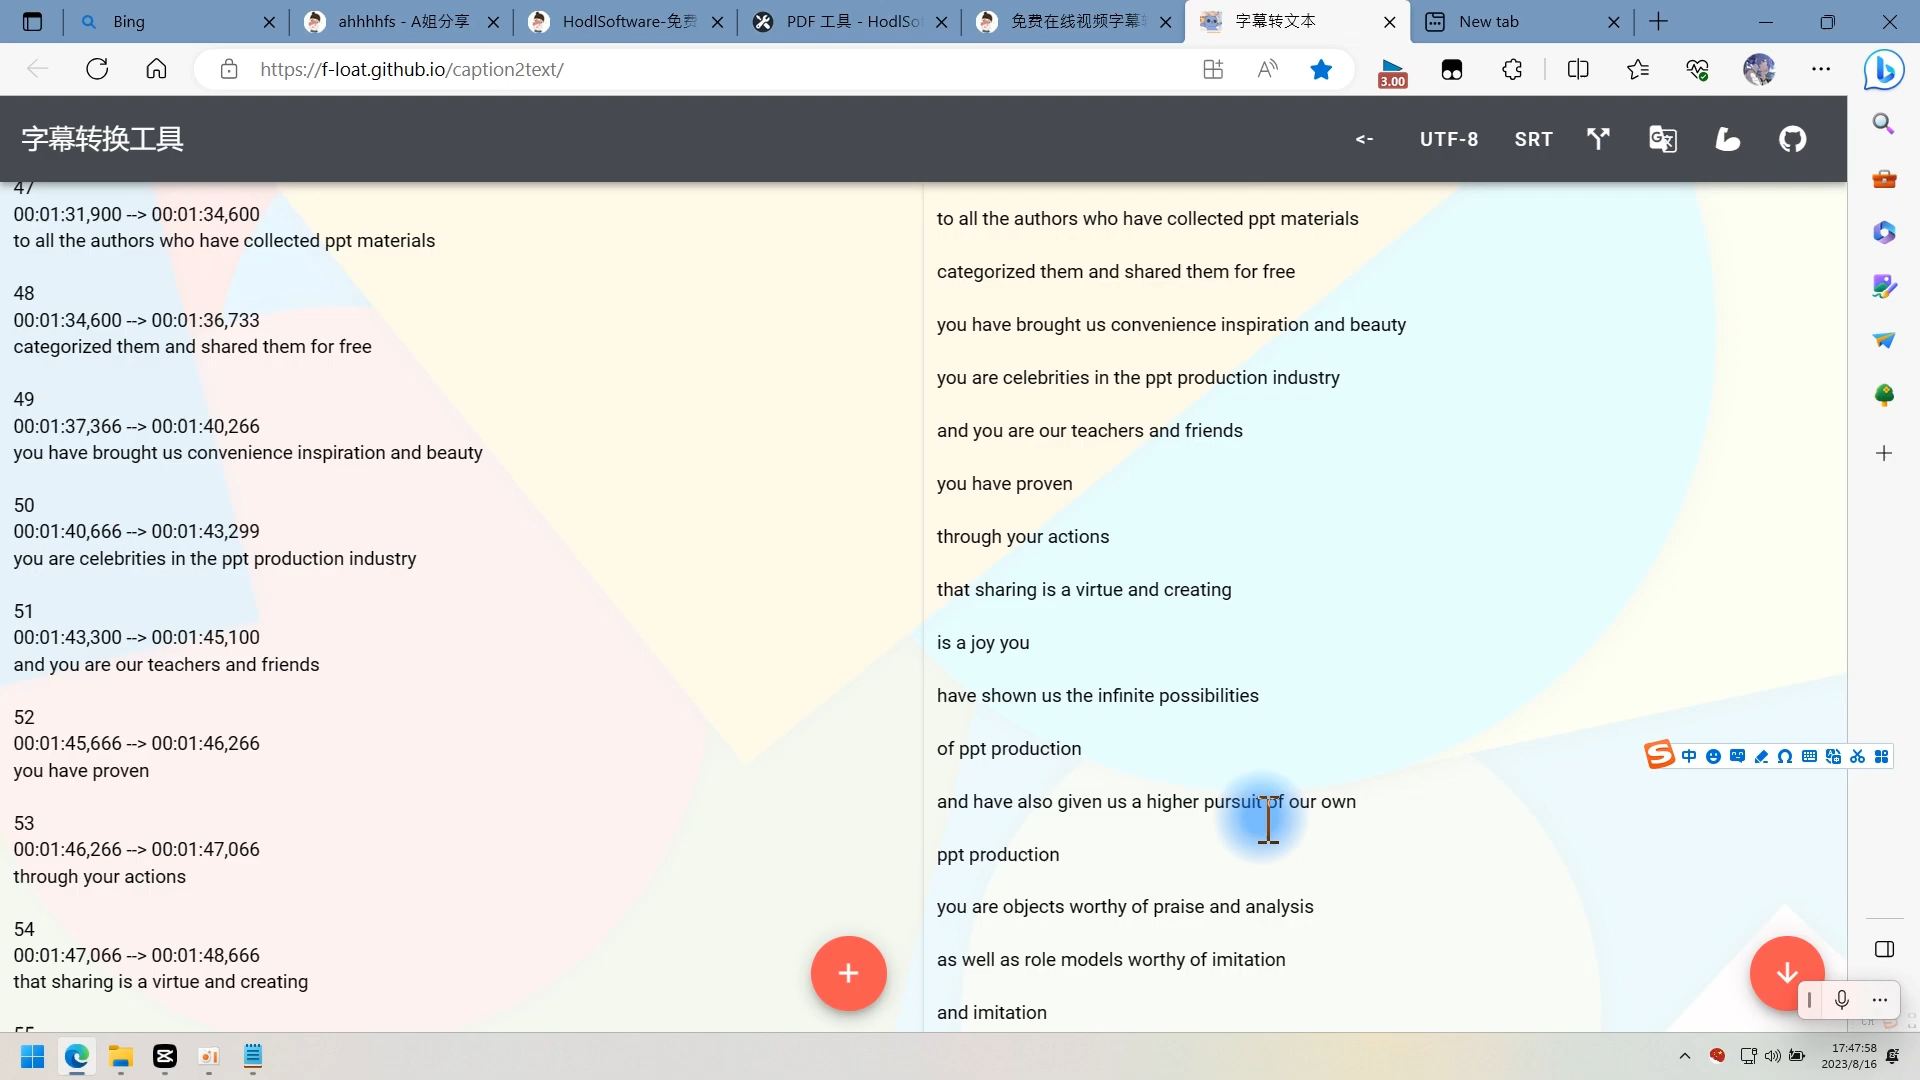 Bing
ahhhhfs - A姐分享
HodlSoftware-免费
PDF 工具 - HodlSo
免费在线视频字幕
字幕转文本
New tab
https://f-loat.github.io/caption2text/
3.00
字幕转换工具
<-
UTF-8
SRT
47
00:01:31,900 --> 00:01:34,600
to all the authors who have collected ppt materials
48
00:01:34,600 --> 00:01:36,733
categorized them and shared them for free
49
00:01:37,366 --> 00:01:40,266
you have brought us convenience inspiration and beauty
50
00:01:40,666 --> 00:01:43,299
you are celebrities in the ppt production industry
51
00:01:43,300 --> 00:01:45,100
and you are our teachers and friends
52
00:01:45,666 --> 00:01:46,266
you have proven
53
00:01:46,266 --> 00:01:47,066
through your actions
54
00:01:47,066 --> 00:01:48,666
that sharing is a virtue and creating
55
to all the authors who have collected ppt materials
categorized them and shared them for free
you have brought us convenience inspiration and beauty
you are celebrities in the ppt production industry
and you are our teachers and friends
you have proven
through your actions
that sharing is a virtue and creating
is a joy you
have shown us the infinite possibilities
of ppt production
and have also given us a higher pursuit of our own
ppt production
you are objects worthy of praise and analysis
as well as role models worthy of imitation
and imitation
中
17:47:58
2023/8/16